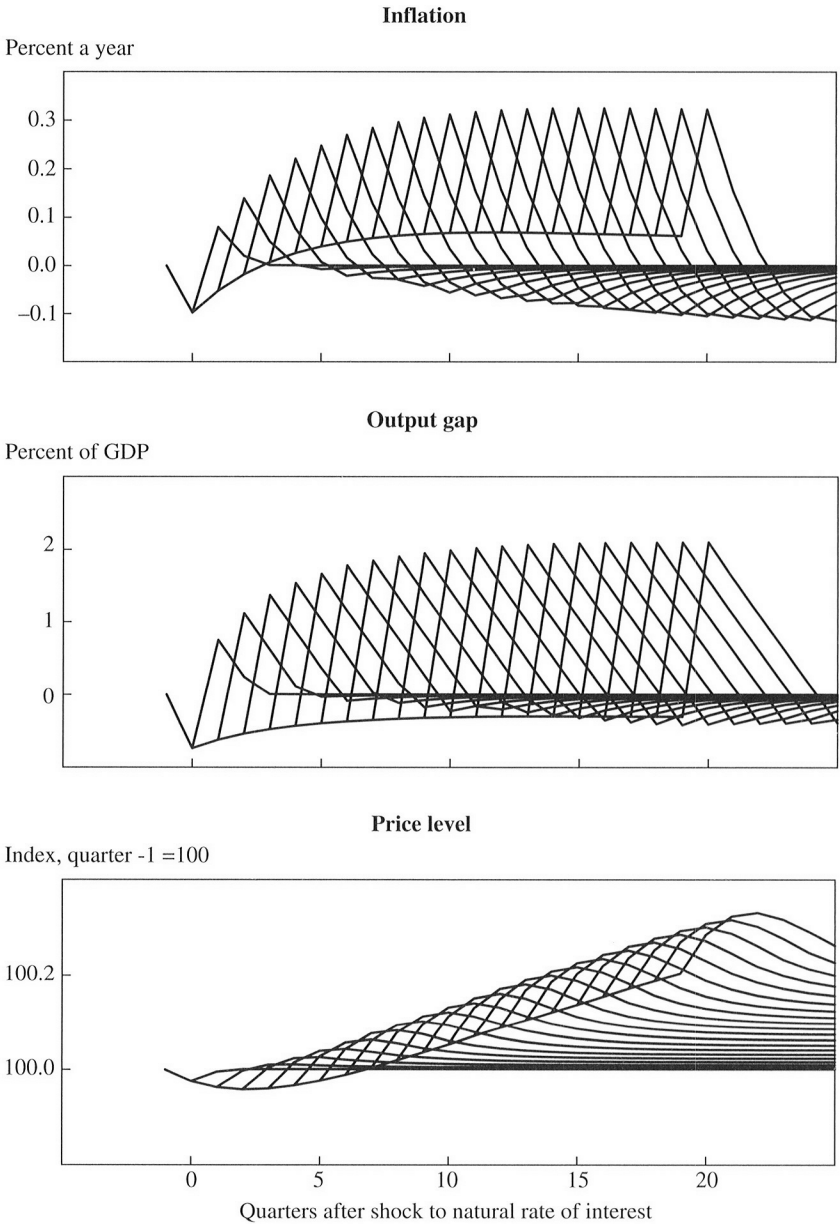 Inflation
Percent a year
0.3
0.2
0.1
0.0
–0.1
Output gap
Percent of GDP
2
1
0
Price level
Index, quarter -1 =100
100.2
100.0
0 5 10 15 20
Quarters after shock to natural rate of interest